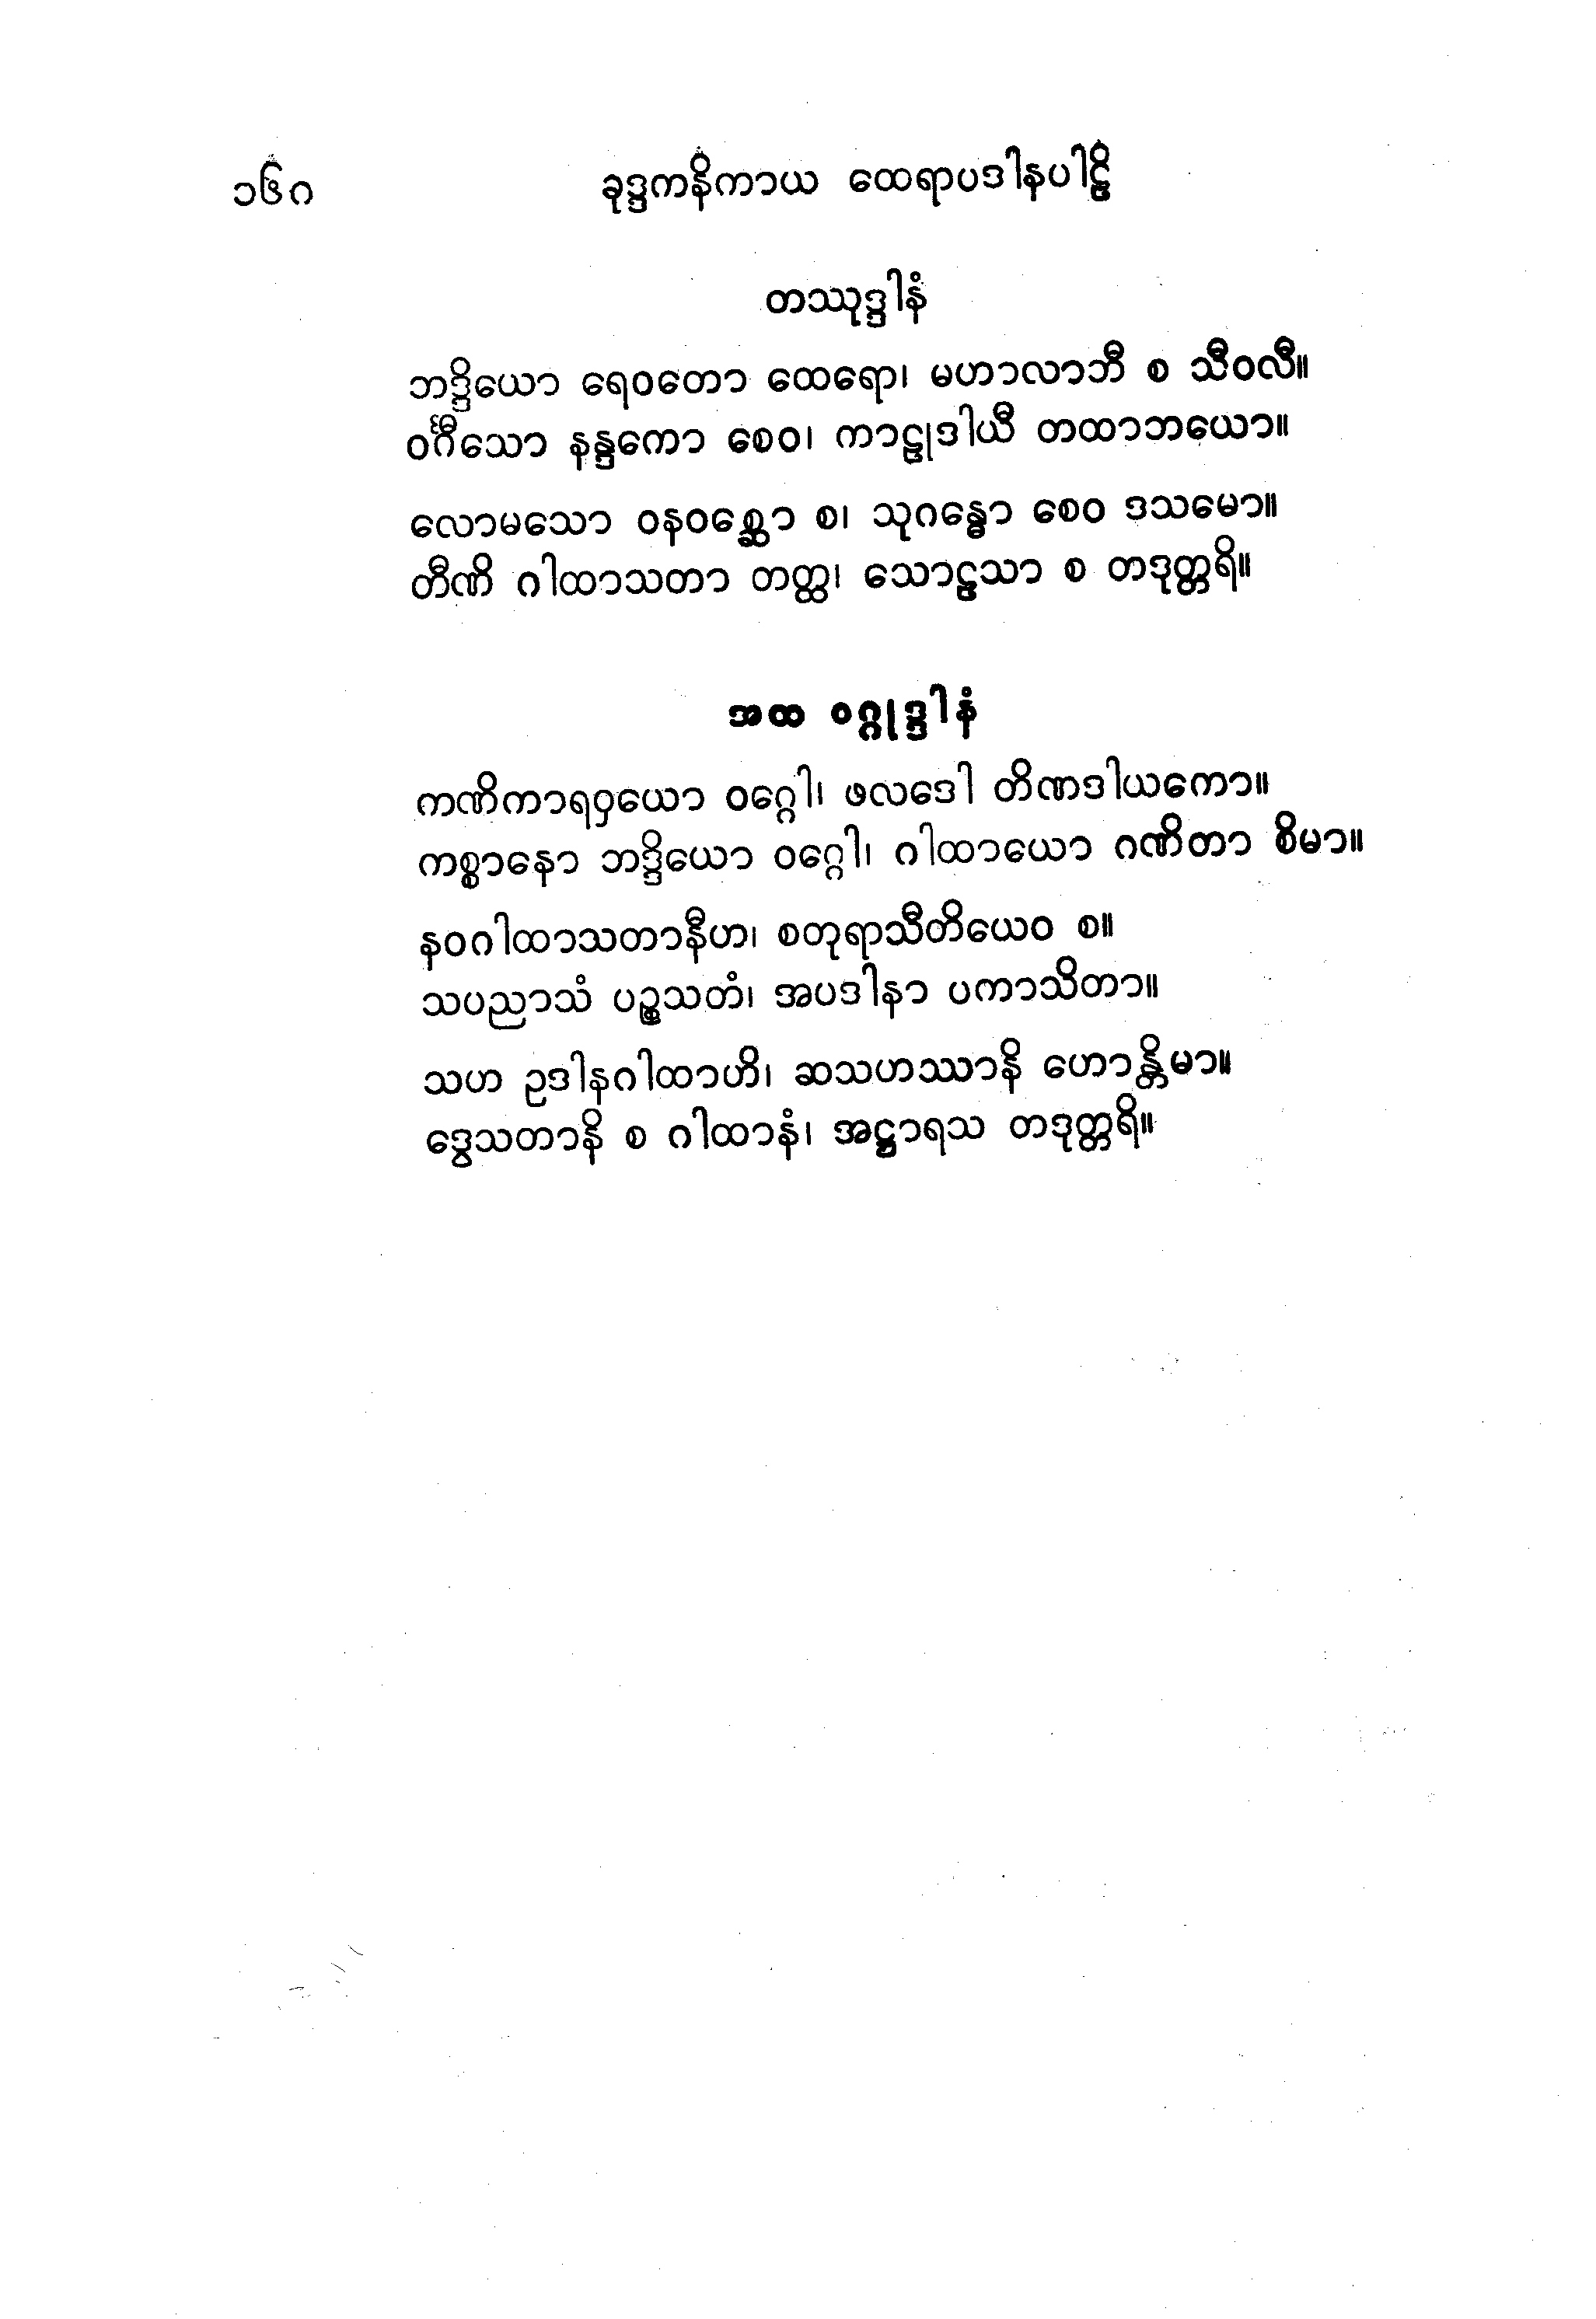 ၁၆ဂ ခုဒ္ဒကနိကာယ ထေရာပဒါနပါဠိ
တဿုဒ္ဒါနံ
ဘဒ္ဒိယော ရေဝတော ထေရော၊ မဟာလာဘီ စ သီဝလီ။
ဝင်္ဂီသော နန္ဒကော စေဝ၊ ကာဠုဒါယီ တထာဘယော။
လောမသော ဝနဝစ္ဆော စ၊ သုဂန္ဓော စေဝ ဒသမော။
တီဏိ ဂါထာသတာ တတ္ထ၊ သောဠသာ စ တဒုတ္တရိ။
အထ ဝဂ္ဂုဒ္ဒါနံ
ကဏိကာရဝှယော ဝဂ္ဂေါ၊ ဖလဒေါ တိဏဒါယကော။
ကစ္စာနော ဘဒ္ဒိယော ဝဂ္ဂေါ၊ ဂါထာယော ဂဏိတာ စိမာ။
နဝဂါထာသတာနီဟ၊ စတုရာသီတိယေဝ စ။
သပညာသံ ပဉ္စသတံ၊ အပဒါနာ ပကာသိတာ။
သဟ ဥဒါနဂါထာဟိ၊ ဆသဟဿာနိ ဟောန္တိမာ။
ဒွေသတာနိ စ ဂါထာနံ၊ အဋ္ဌာရသ တဒုတ္တရိ။